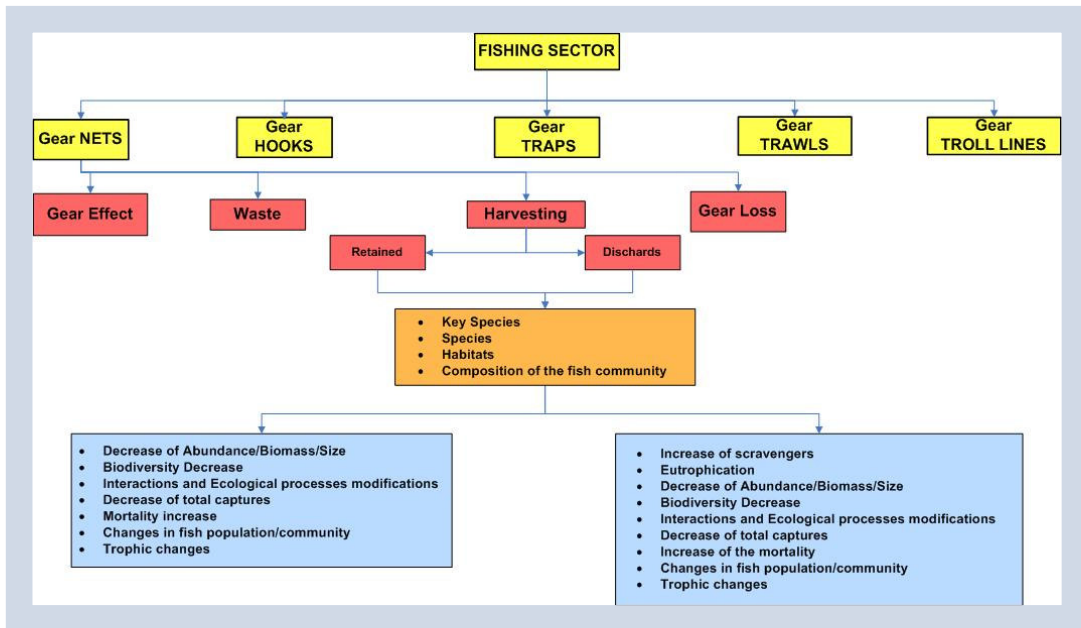 FISHING SECTOR
Gear NETS
Gear
HOOKS
Gear
TRAPS
Gear
TRAWLS
Gear
TROLL LINES
Gear Effect
Waste
Harvesting
Gear Loss
Retained
Dischards
• Key Species
• Species
• Habitats
• Composition of the fish community
• Decrease of Abundance/Biomass/Size
• Biodiversity Decrease
• Interactions and Ecological processes modifications
• Decrease of total captures
• Mortality increase
• Changes in fish population/community
• Trophic changes
• Increase of scravengers
• Eutrophication
• Decrease of Abundance/Biomass/Size
• Biodiversity Decrease
• Interactions and Ecological processes modifications
• Decrease of total captures
• Increase of the mortality
• Changes in fish population/community
• Trophic changes